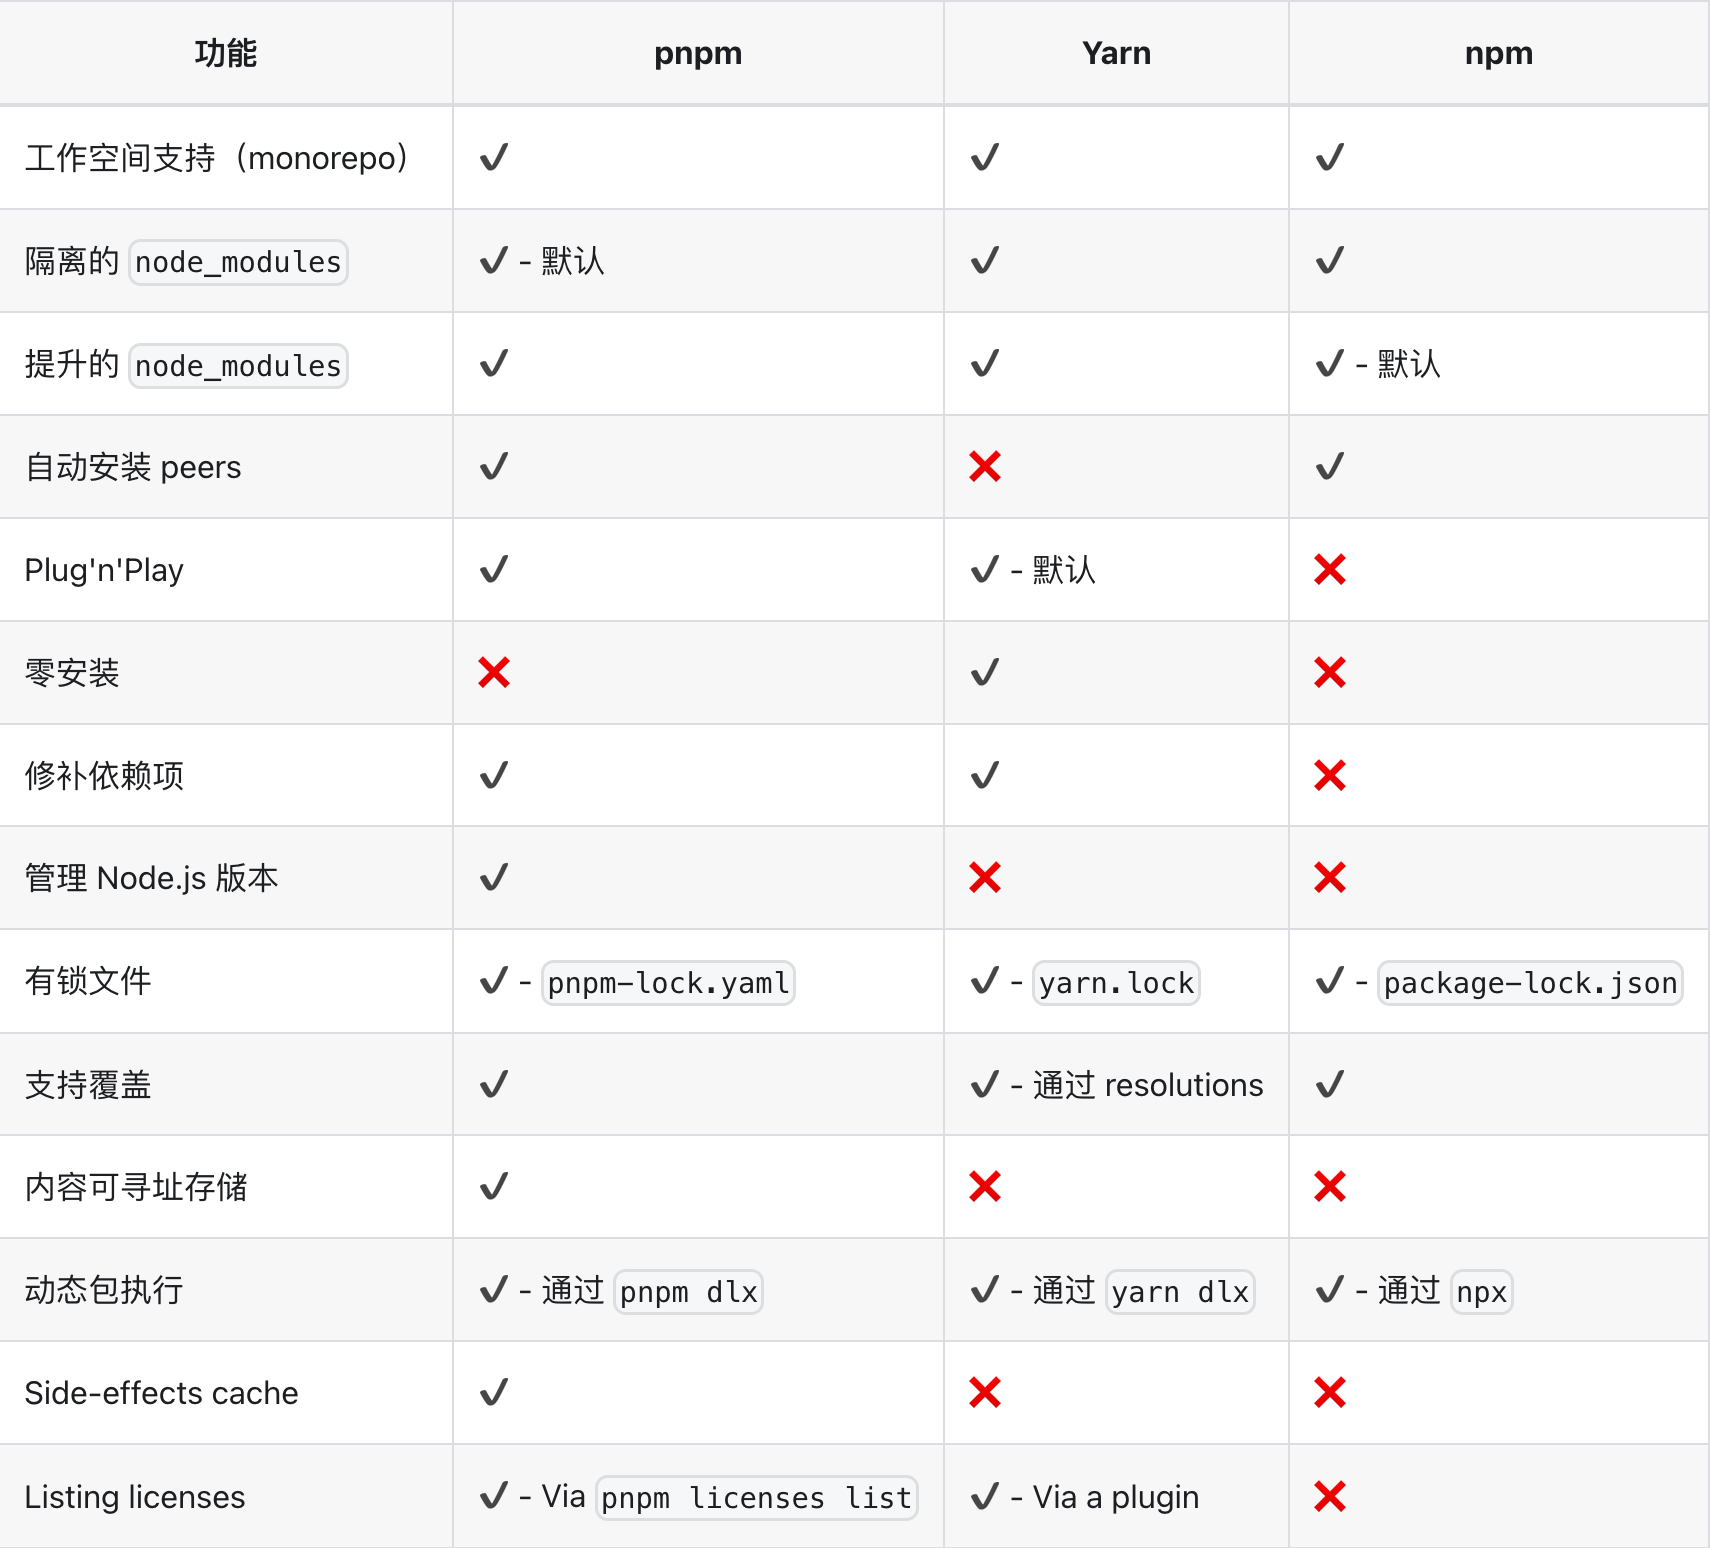 功能 pnpm Yarn npm
工作空间支持（monorepo） ✔ ✔ ✔
隔离的 node_modules ✔ - 默认 ✔ ✔
提升的 node_modules ✔ ✔ ✔ - 默认
自动安装 peers ✔ ❌ ✔
Plug'n'Play ✔ ✔ - 默认 ❌
零安装 ❌ ✔ ❌
修补依赖项 ✔ ✔ ❌
管理 Node.js 版本 ✔ ❌ ❌
有锁文件 ✔ - pnpm-lock.yaml ✔ - yarn.lock ✔ - package-lock.json
支持覆盖 ✔ ✔ - 通过 resolutions ✔
内容可寻址存储 ✔ ❌ ❌
动态包执行 ✔ - 通过 pnpm dlx ✔ - 通过 yarn dlx ✔ - 通过 npx
Side-effects cache ✔ ❌ ❌
Listing licenses ✔ - Via pnpm licenses list ✔ - Via a plugin ❌